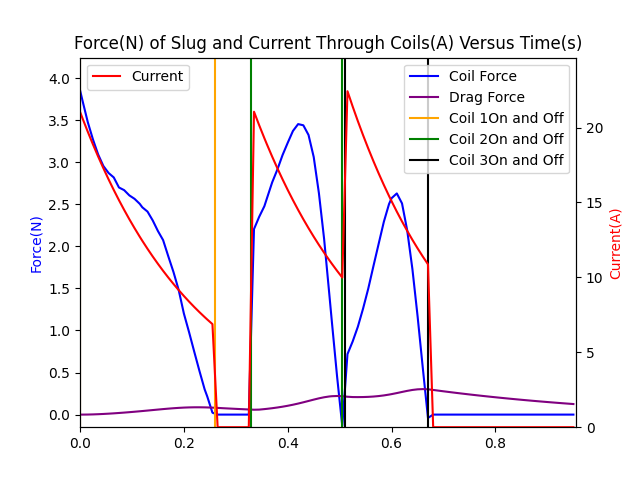 Force(N) of Slug and Current Through Coils(A) Versus Time(s)
Current
Coil Force
Drag Force
Coil 1On and Off
Coil 2On and Off
Coil 3On and Off
Force(N)
4.0
3.5
3.0
2.5
2.0
1.5
1.0
0.5
0.0
0.0 0.2 0.4 0.6 0.8
20
15
10
5
0
Current(A)